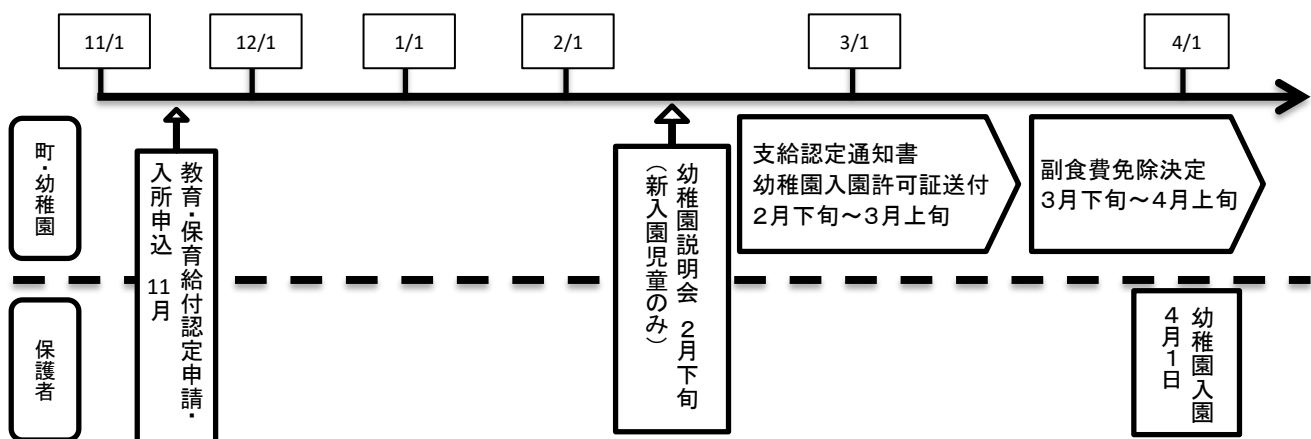 11/1
12/1
1/1
2/1
3/1
4/1
町・幼稚園
教育・保育給付認定申請・
入所申込 11月
幼稚園説明会 2月下旬
（新入園児童のみ）
支給認定通知書
幼稚園入園許可証送付
2月下旬～3月上旬
副食費免除決定
3月下旬～4月上旬
保護者
幼稚園入園
4月1日